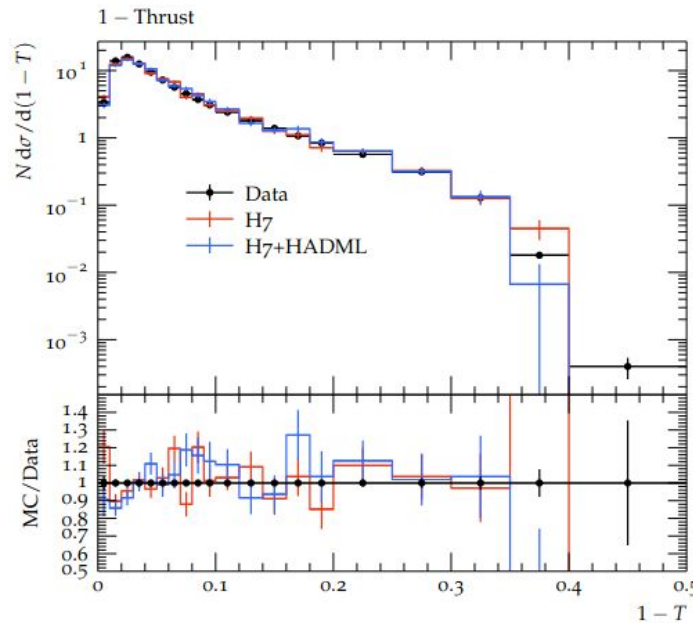 1 − Thrust
N dσ/d(1 − T)
10¹
1
10⁻¹
10⁻²
10⁻³
Data
H7
H7+HADML
MC/Data
1.4
1.3
1.2
1.1
1
0.9
0.8
0.7
0.6
0.5
0 0.1 0.2 0.3 0.4 0.5
1 − T